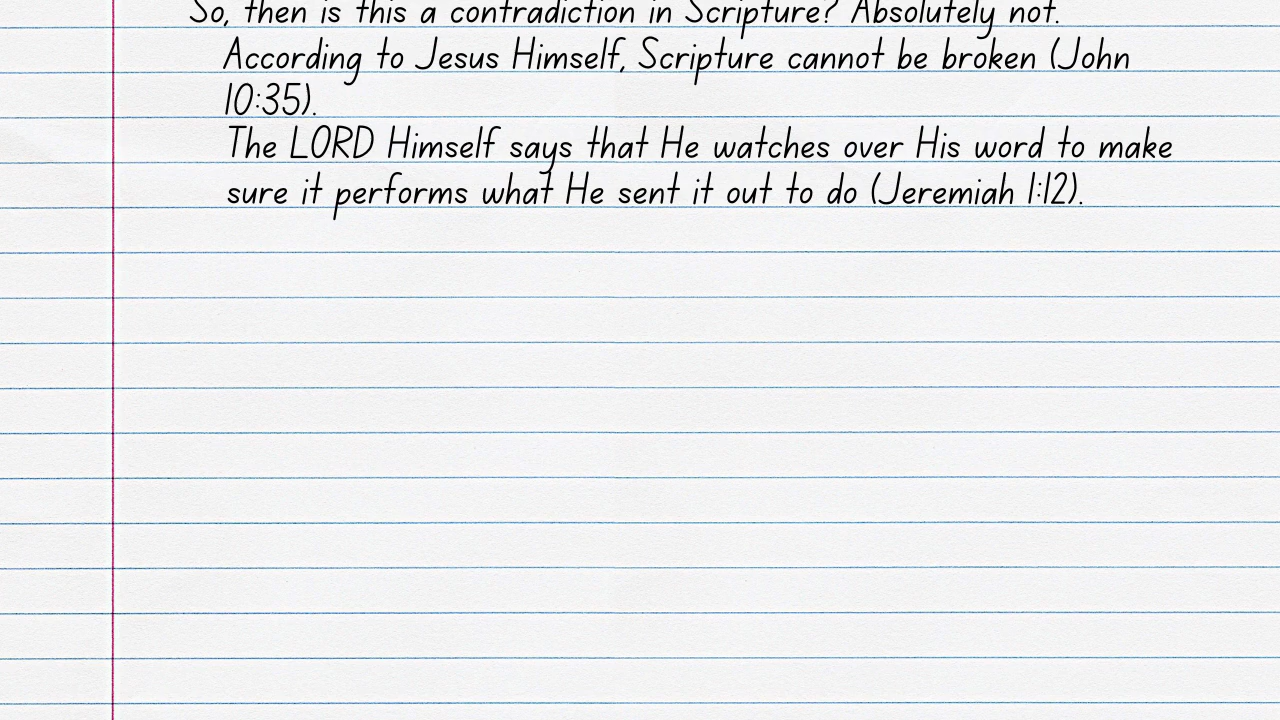 So, then is this a contradiction in Scripture? Absolutely not.
According to Jesus Himself, Scripture cannot be broken (John
10:35).
The LORD Himself says that He watches over His word to make
sure it performs what He sent it out to do (Jeremiah 1:12).